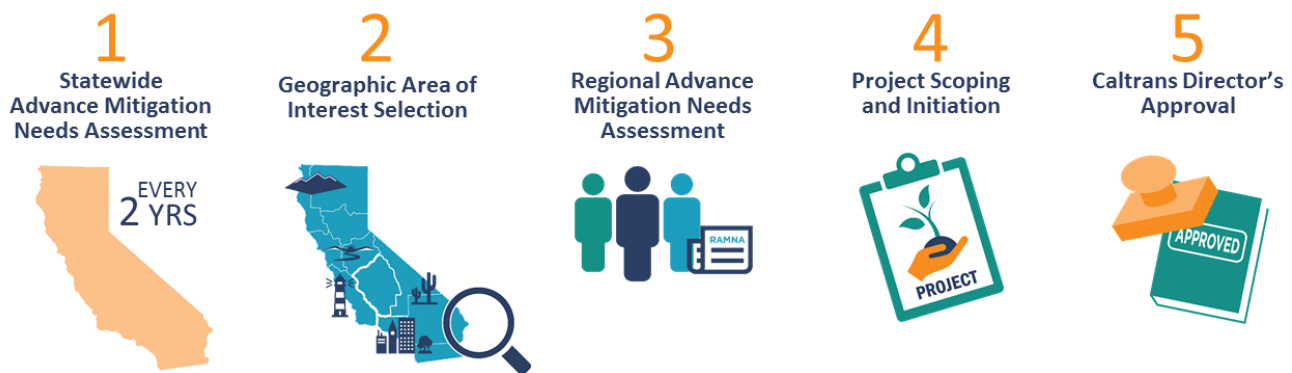 1
Statewide
Advance Mitigation
Needs Assessment
EVERY
2 YRS
2
Geographic Area of
Interest Selection
3
Regional Advance
Mitigation Needs
Assessment
RAMNA
4
Project Scoping
and Initiation
PROJECT
5
Caltrans Director’s
Approval
APPROVED